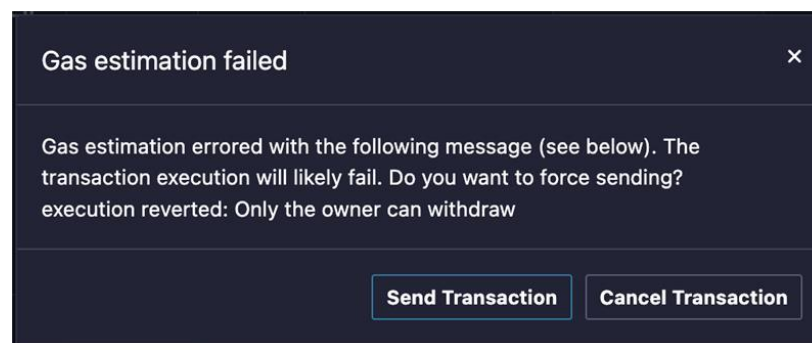 Gas estimation failed
×
Gas estimation errored with the following message (see below). The
transaction execution will likely fail. Do you want to force sending?
execution reverted: Only the owner can withdraw
Send Transaction
Cancel Transaction